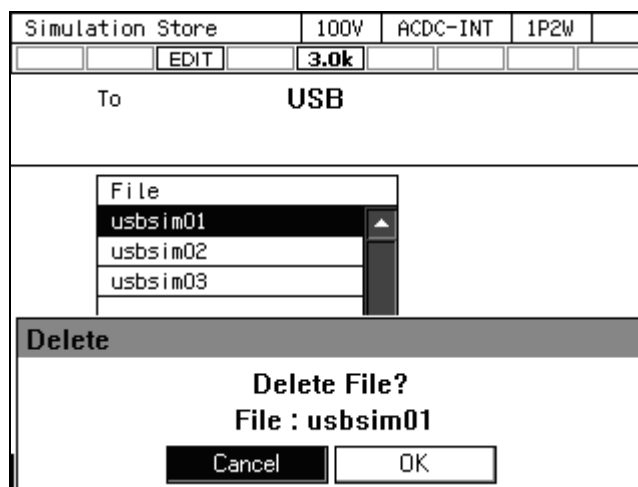 Simulation Store 100V ACDC-INT 1P2W
EDIT 3.0k
To USB
File
usbsim01
usbsim02
usbsim03
Delete
Delete File?
File : usbsim01
Cancel OK